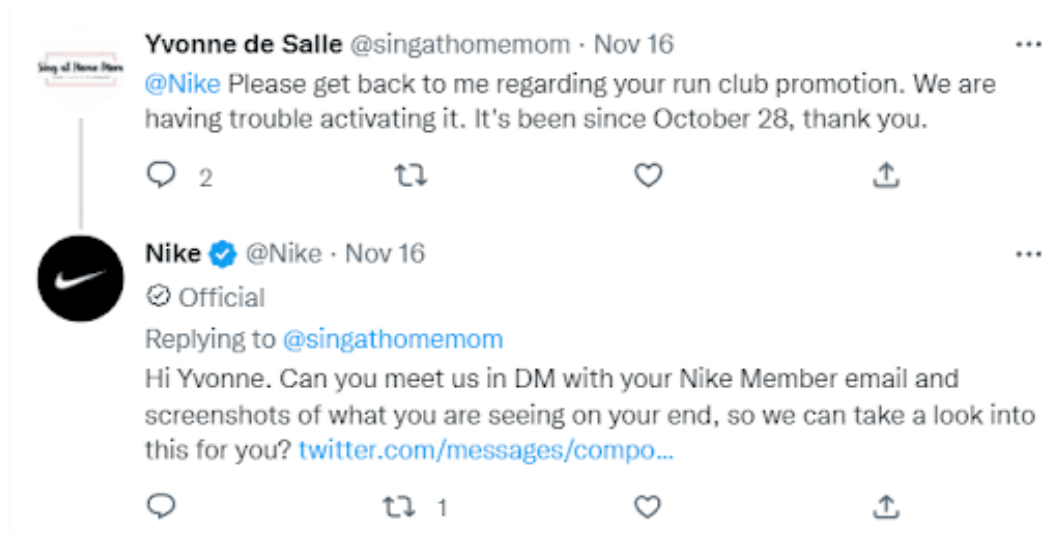 Yvonne de Salle @singathomemom · Nov 16
Sing at Home Mom
@Nike Please get back to me regarding your run club promotion. We are
having trouble activating it. It's been since October 28, thank you.
2
Nike @Nike · Nov 16
Official
Replying to @singathomemom
Hi Yvonne. Can you meet us in DM with your Nike Member email and
screenshots of what you are seeing on your end, so we can take a look into
this for you? twitter.com/messages/compo...
1